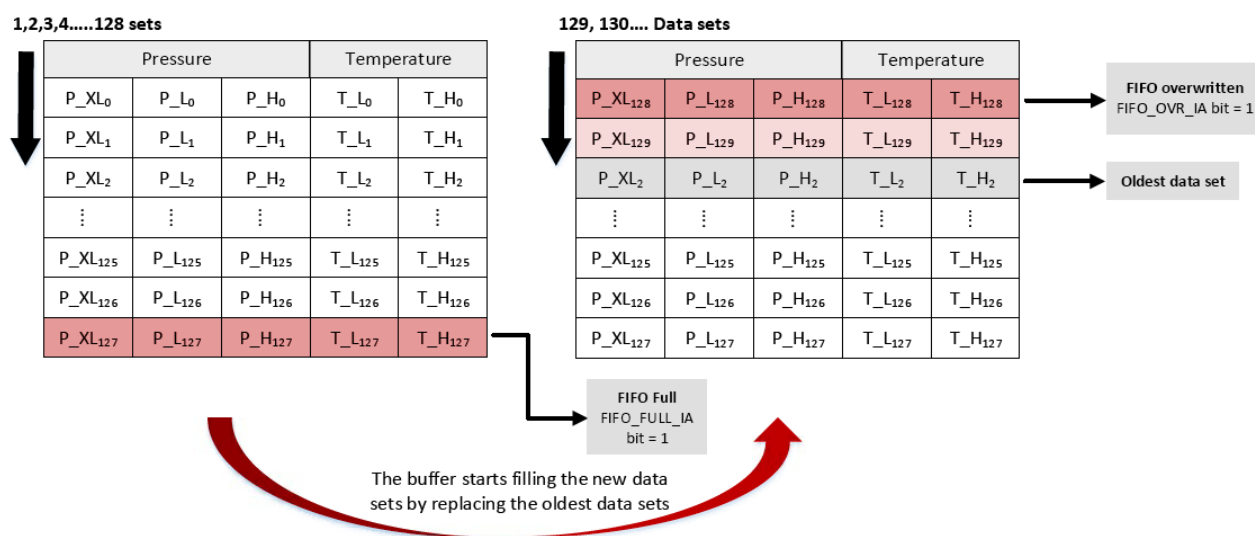 1,2,3,4.....128 sets
Pressure Temperature
P_XL₀ P_L₀ P_H₀ T_L₀ T_H₀
P_XL₁ P_L₁ P_H₁ T_L₁ T_H₁
P_XL₂ P_L₂ P_H₂ T_L₂ T_H₂
⋮ ⋮ ⋮ ⋮ ⋮
P_XL₁₂₅ P_L₁₂₅ P_H₁₂₅ T_L₁₂₅ T_H₁₂₅
P_XL₁₂₆ P_L₁₂₆ P_H₁₂₆ T_L₁₂₆ T_H₁₂₆
P_XL₁₂₇ P_L₁₂₇ P_H₁₂₇ T_L₁₂₇ T_H₁₂₇
FIFO Full
FIFO_FULL_IA
bit = 1
129, 130.... Data sets
Pressure Temperature
P_XL₁₂₈ P_L₁₂₈ P_H₁₂₈ T_L₁₂₈ T_H₁₂₈
P_XL₁₂₉ P_L₁₂₉ P_H₁₂₉ T_L₁₂₉ T_H₁₂₉
P_XL₂ P_L₂ P_H₂ T_L₂ T_H₂
⋮ ⋮ ⋮ ⋮ ⋮
P_XL₁₂₅ P_L₁₂₅ P_H₁₂₅ T_L₁₂₅ T_H₁₂₅
P_XL₁₂₆ P_L₁₂₆ P_H₁₂₆ T_L₁₂₆ T_H₁₂₆
P_XL₁₂₇ P_L₁₂₇ P_H₁₂₇ T_L₁₂₇ T_H₁₂₇
FIFO overwritten
FIFO_OVR_IA bit = 1
Oldest data set
The buffer starts filling the new data
sets by replacing the oldest data sets